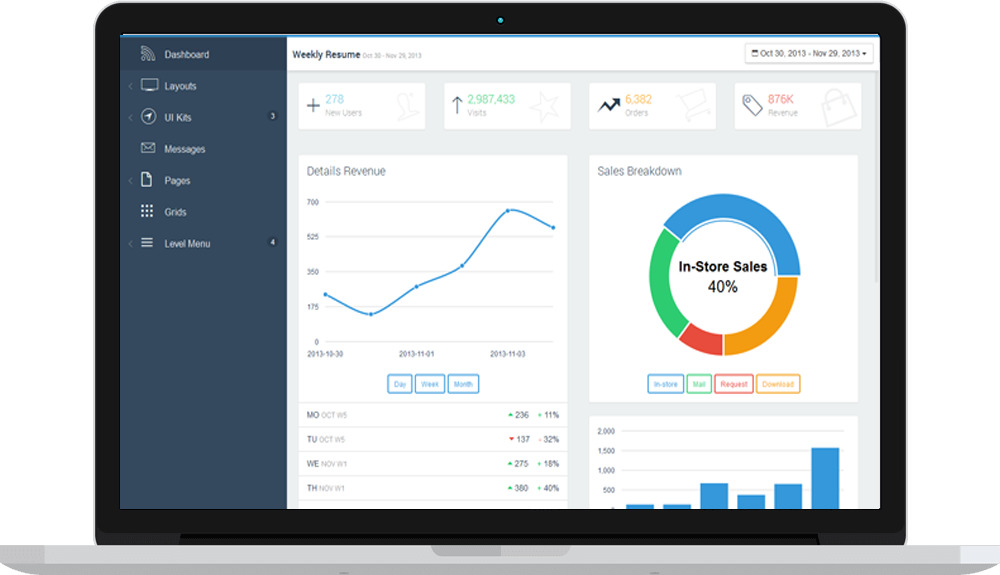 Dashboard
Layouts
UI Kits 3
Messages
Pages
Grids
Level Menu 4
Weekly Resume Oct 30 - Nov 29, 2013
Oct 30, 2013 - Nov 29, 2013
278
New Users
2,987,433
Visits
6,382
Orders
876K
Revenue
Details Revenue
700
525
350
175
0
2013-10-30 2013-11-01 2013-11-03
Day Week Month
MO OCT W5 236 11%
TU OCT W5 137 32%
WE NOV W1 275 18%
TH NOV W1 380 40%
Sales Breakdown
In-Store Sales
40%
In-store Mail Request Download
2,000
1,500
1,000
500